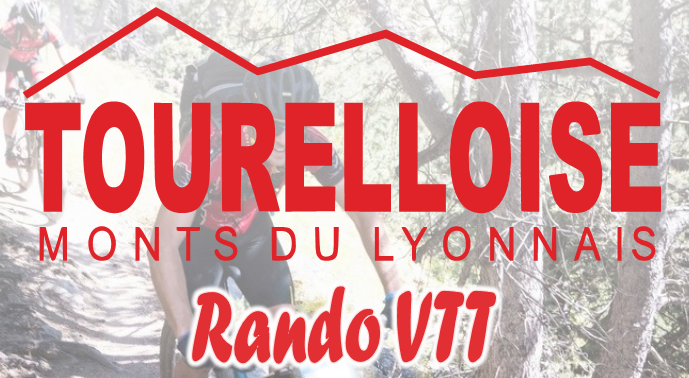 TOURELLOISE
MONTS DU LYONNAIS
Rando VTT